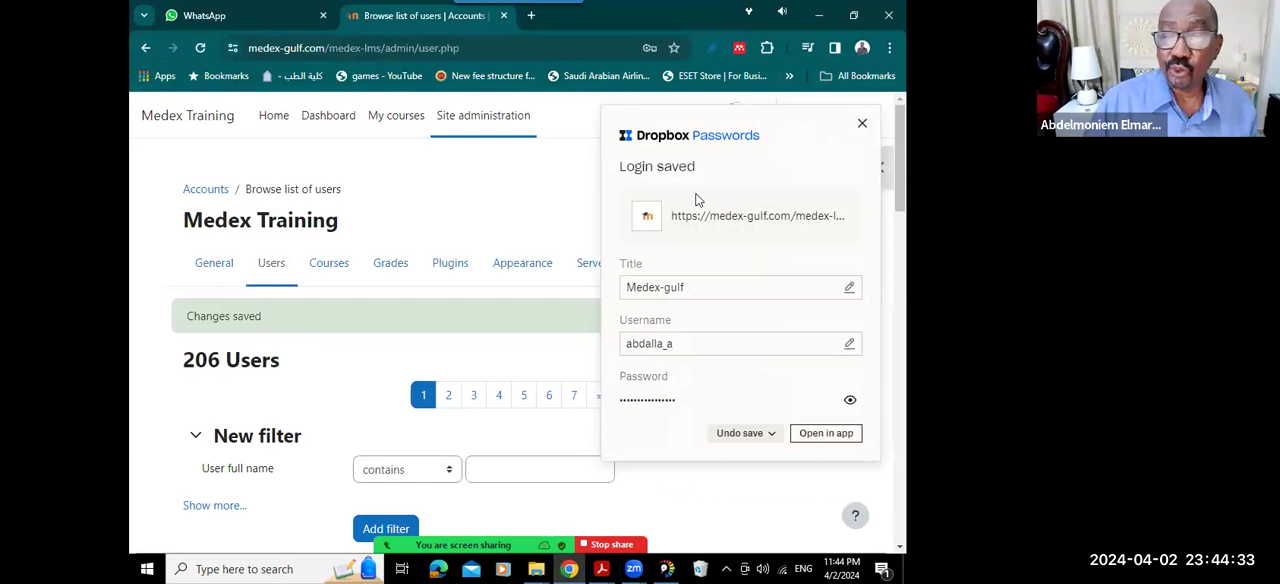 WhatsApp
Browse list of users | Accounts |
medex-gulf.com/medex-lms/admin/user.php
Apps
Bookmarks
كلية الطب -
games - YouTube
New fee structure f...
Saudi Arabian Airlin...
ESET Store | For Busi...
»
All Bookmarks
Medex Training
Home
Dashboard
My courses
Site administration
Accounts / Browse list of users
Medex Training
General
Users
Courses
Grades
Plugins
Appearance
Serve
Changes saved
206 Users
1
2
3
4
5
6
7
»
New filter
User full name
contains
Show more...
Add filter
Dropbox Passwords
Login saved
https://medex-gulf.com/medex-l...
Title
Medex-gulf
Username
abdalla_a
Password
Undo save
Open in app
?
You are screen sharing
Stop share
Type here to search
zm
ENG
11:44 PM
4/2/2024
1
Abdelmoniem Elmar...
2024-04-02 23:44:33